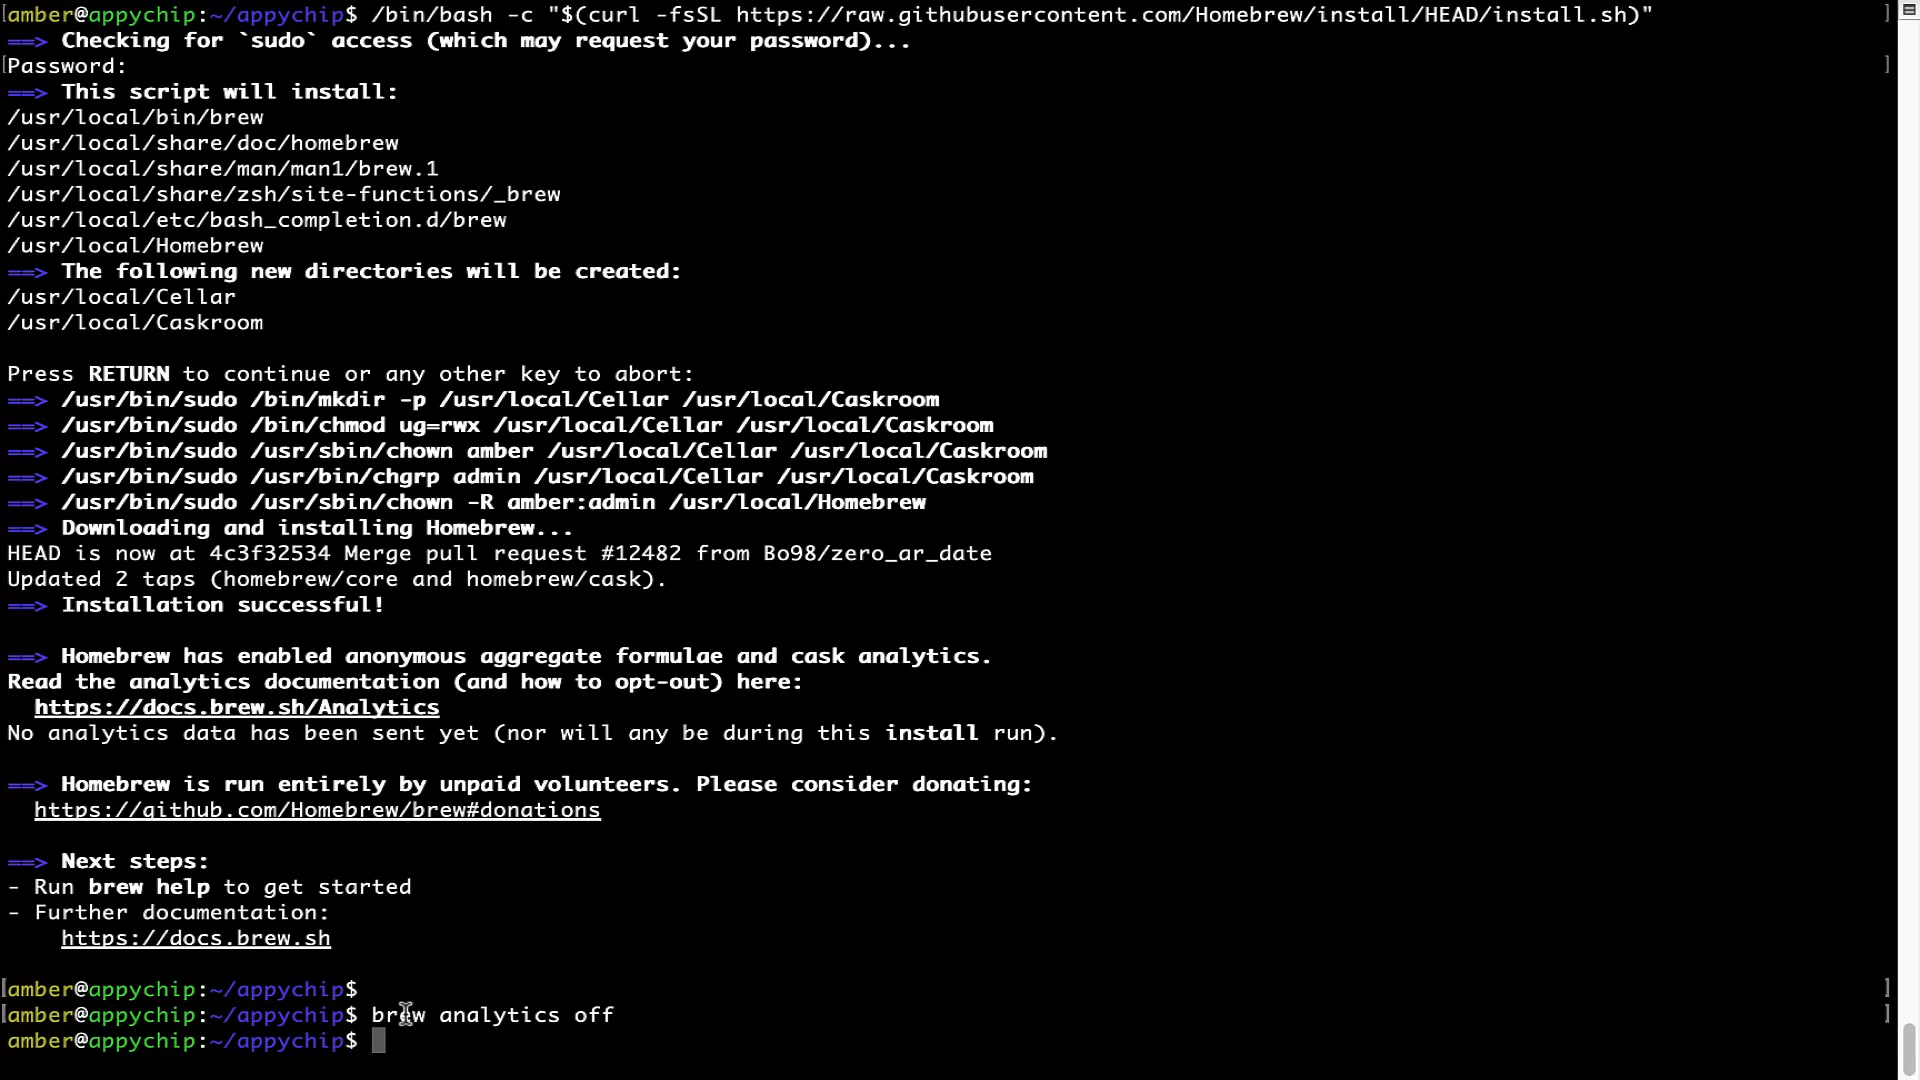 [amber@appychip:~/appychip$ /bin/bash -c "$(curl -fsSL https://raw.githubusercontent.com/Homebrew/install/HEAD/install.sh)" ]
==> Checking for `sudo` access (which may request your password)...
[Password: ]
==> This script will install:
/usr/local/bin/brew
/usr/local/share/doc/homebrew
/usr/local/share/man/man1/brew.1
/usr/local/share/zsh/site-functions/_brew
/usr/local/etc/bash_completion.d/brew
/usr/local/Homebrew
==> The following new directories will be created:
/usr/local/Cellar
/usr/local/Caskroom
Press RETURN to continue or any other key to abort:
==> /usr/bin/sudo /bin/mkdir -p /usr/local/Cellar /usr/local/Caskroom
==> /usr/bin/sudo /bin/chmod ug=rwx /usr/local/Cellar /usr/local/Caskroom
==> /usr/bin/sudo /usr/sbin/chown amber /usr/local/Cellar /usr/local/Caskroom
==> /usr/bin/sudo /usr/bin/chgrp admin /usr/local/Cellar /usr/local/Caskroom
==> /usr/bin/sudo /usr/sbin/chown -R amber:admin /usr/local/Homebrew
==> Downloading and installing Homebrew...
HEAD is now at 4c3f32534 Merge pull request #12482 from Bo98/zero_ar_date
Updated 2 taps (homebrew/core and homebrew/cask).
==> Installation successful!
==> Homebrew has enabled anonymous aggregate formulae and cask analytics.
Read the analytics documentation (and how to opt-out) here:
https://docs.brew.sh/Analytics
No analytics data has been sent yet (nor will any be during this install run).
==> Homebrew is run entirely by unpaid volunteers. Please consider donating:
https://github.com/Homebrew/brew#donations
==> Next steps:
- Run brew help to get started
- Further documentation:
https://docs.brew.sh
[amber@appychip:~/appychip$ ]
[amber@appychip:~/appychip$ brew analytics off ]
amber@appychip:~/appychip$